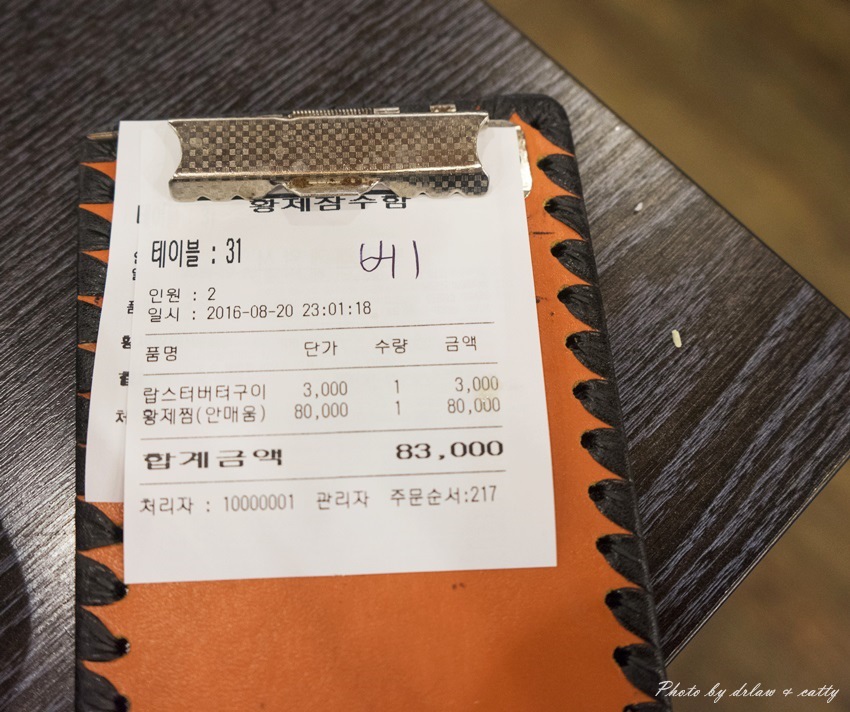 황제잠수함
테이블 : 31
버1
인원 : 2
일시 : 2016-08-20 23:01:18
품명 단가 수량 금액
랍스터버터구이 3,000 1 3,000
황제찜(안매움) 80,000 1 80,000
합계금액 83,000
처리자 : 10000001 관리자 주문순서:217
Photo by drlaw & catty